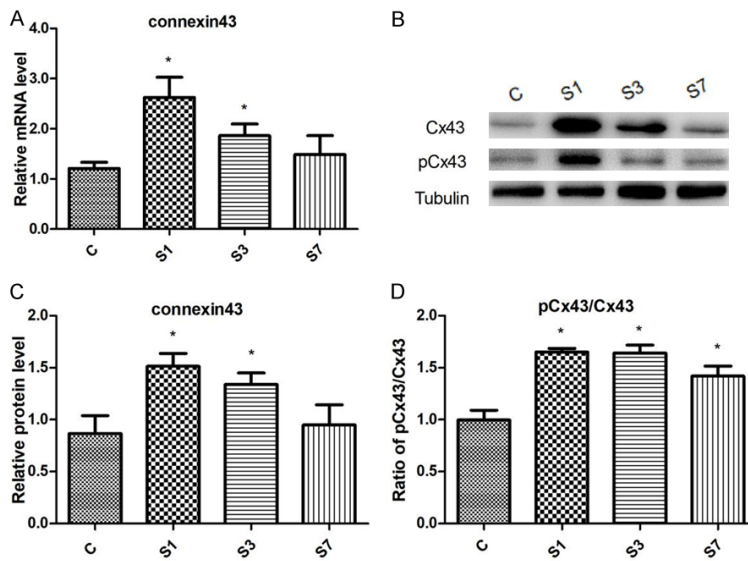 A
connexin43
Relative mRNA level
4.0
3.0
2.0
1.0
0.0
*
*
C
S1
S3
S7
B
C
S1
S3
S7
Cx43
pCx43
Tubulin
C
connexin43
Relative protein level
2.0
1.5
1.0
0.5
0.0
*
*
C
S1
S3
S7
D
pCx43/Cx43
Ratio of pCx43/Cx43
2.0
1.5
1.0
0.5
0.0
*
*
*
C
S1
S3
S7